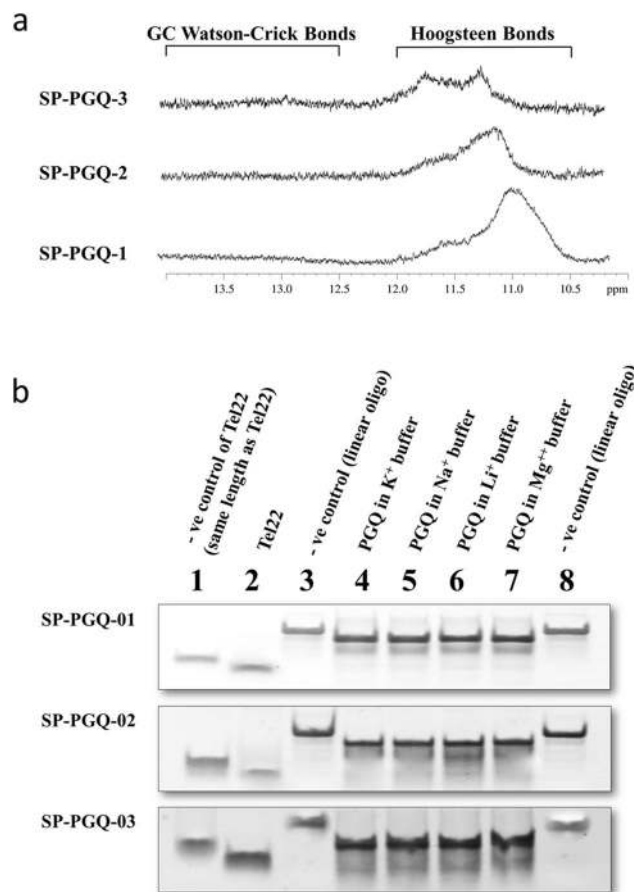 a
GC Watson-Crick Bonds
Hoogsteen Bonds
SP-PGQ-3
SP-PGQ-2
SP-PGQ-1
13.5 13.0 12.5 12.0 11.5 11.0 10.5 ppm
b
- ve control of Tel22
(same length as Tel22)
Tel22
- ve control (linear oligo)
PGQ in K+ buffer
PGQ in Na+ buffer
PGQ in Li+ buffer
PGQ in Mg++ buffer
- ve control (linear oligo)
1 2 3 4 5 6 7 8
SP-PGQ-01
SP-PGQ-02
SP-PGQ-03